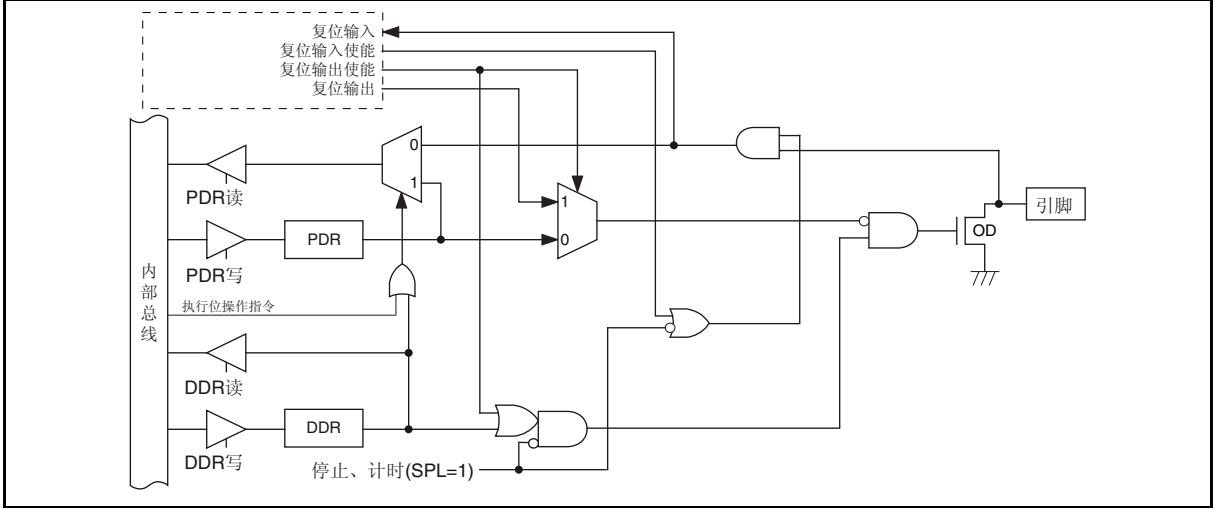 复位输入
复位输入使能
复位输出使能
复位输出
0
1
PDR读
1
引脚
PDR
0
OD
PDR写
内部总线
执行位操作指令
DDR读
DDR
DDR写
停止、计时(SPL=1)